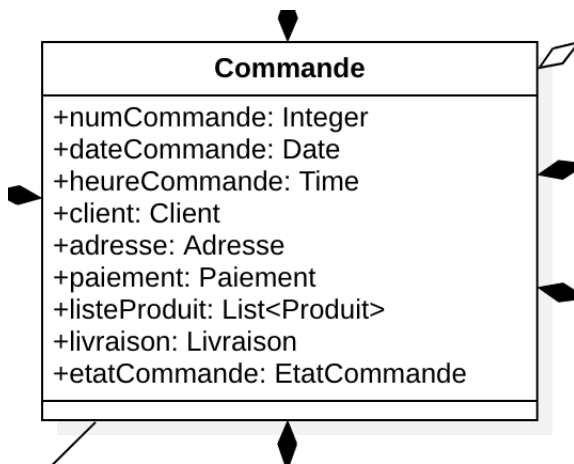 Commande
+numCommande: Integer
+dateCommande: Date
+heureCommande: Time
+client: Client
+adresse: Adresse
+paiement: Paiement
+listeProduit: List<Produit>
+livraison: Livraison
+etatCommande: EtatCommande